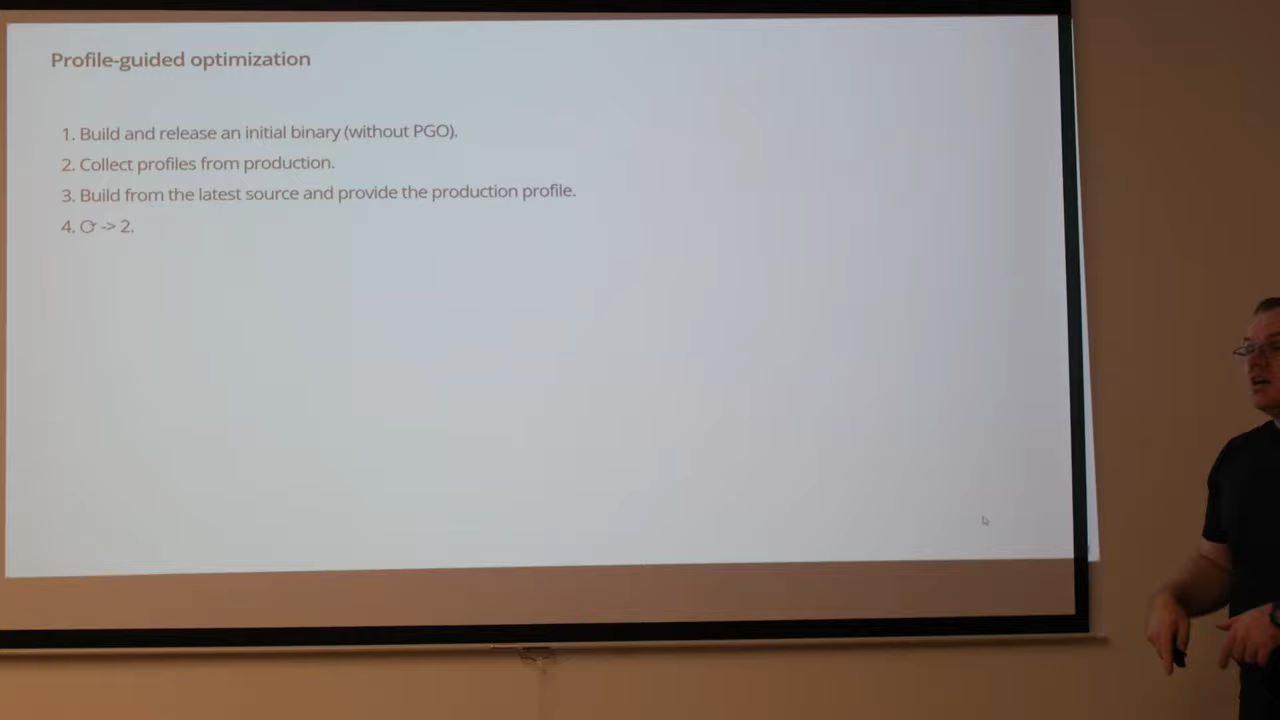 Profile-guided optimization
1. Build and release an initial binary (without PGO).
2. Collect profiles from production.
3. Build from the latest source and provide the production profile.
4. ⟳ -> 2.